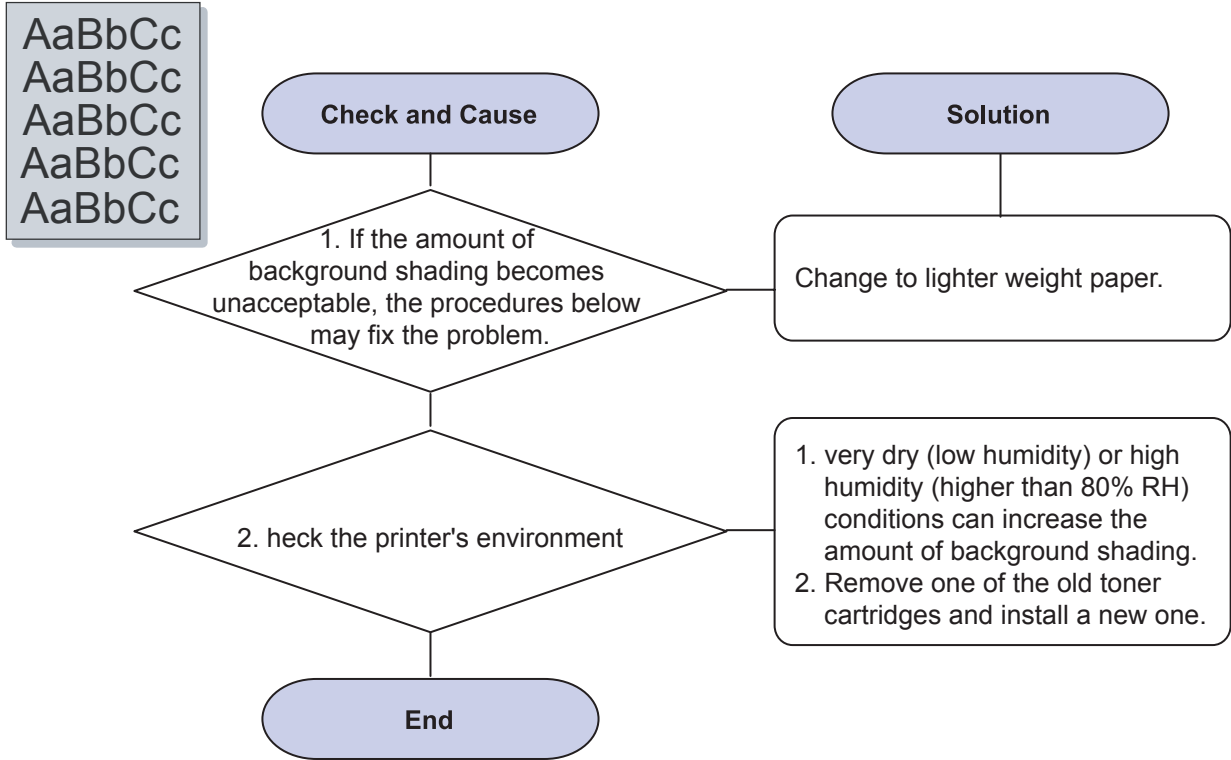 AaBbCc
AaBbCc
AaBbCc
AaBbCc
AaBbCc
Check and Cause
Solution
1. If the amount of
background shading becomes
unacceptable, the procedures below
may fix the problem.
Change to lighter weight paper.
2. heck the printer's environment
1. very dry (low humidity) or high
humidity (higher than 80% RH)
conditions can increase the
amount of background shading.
2. Remove one of the old toner
cartridges and install a new one.
End